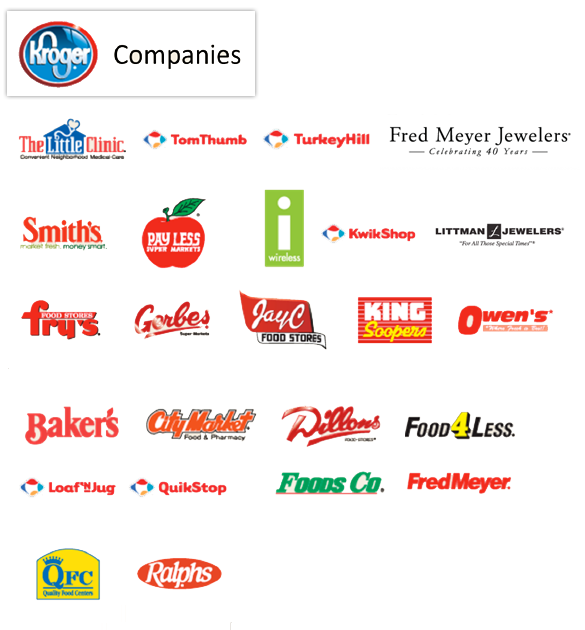 Kroger Companies
The Little Clinic.
Convenient Neighborhood Medical Care
TomThumb
TurkeyHill
Fred Meyer Jewelers®
Celebrating 40 Years
Smith's
market fresh. money smart.
PAY LESS
SUPER MARKETS
®
i
wireless
KwikShop
LITTMAN L JEWELERS®
"For All Those Special Times"®
FOOD STORES
fry's.
Gerbes
Super Markets
JayC
FOOD STORES
KING
Soopers
Owen's®
Baker's
City Market®
Food & Pharmacy
Dillons
FOOD STORES®
FOOD 4 LESS.
Loaf 'N Jug
QuikStop
FOODS CO.
FredMeyer.
QFC
Quality Food Centers
Ralphs